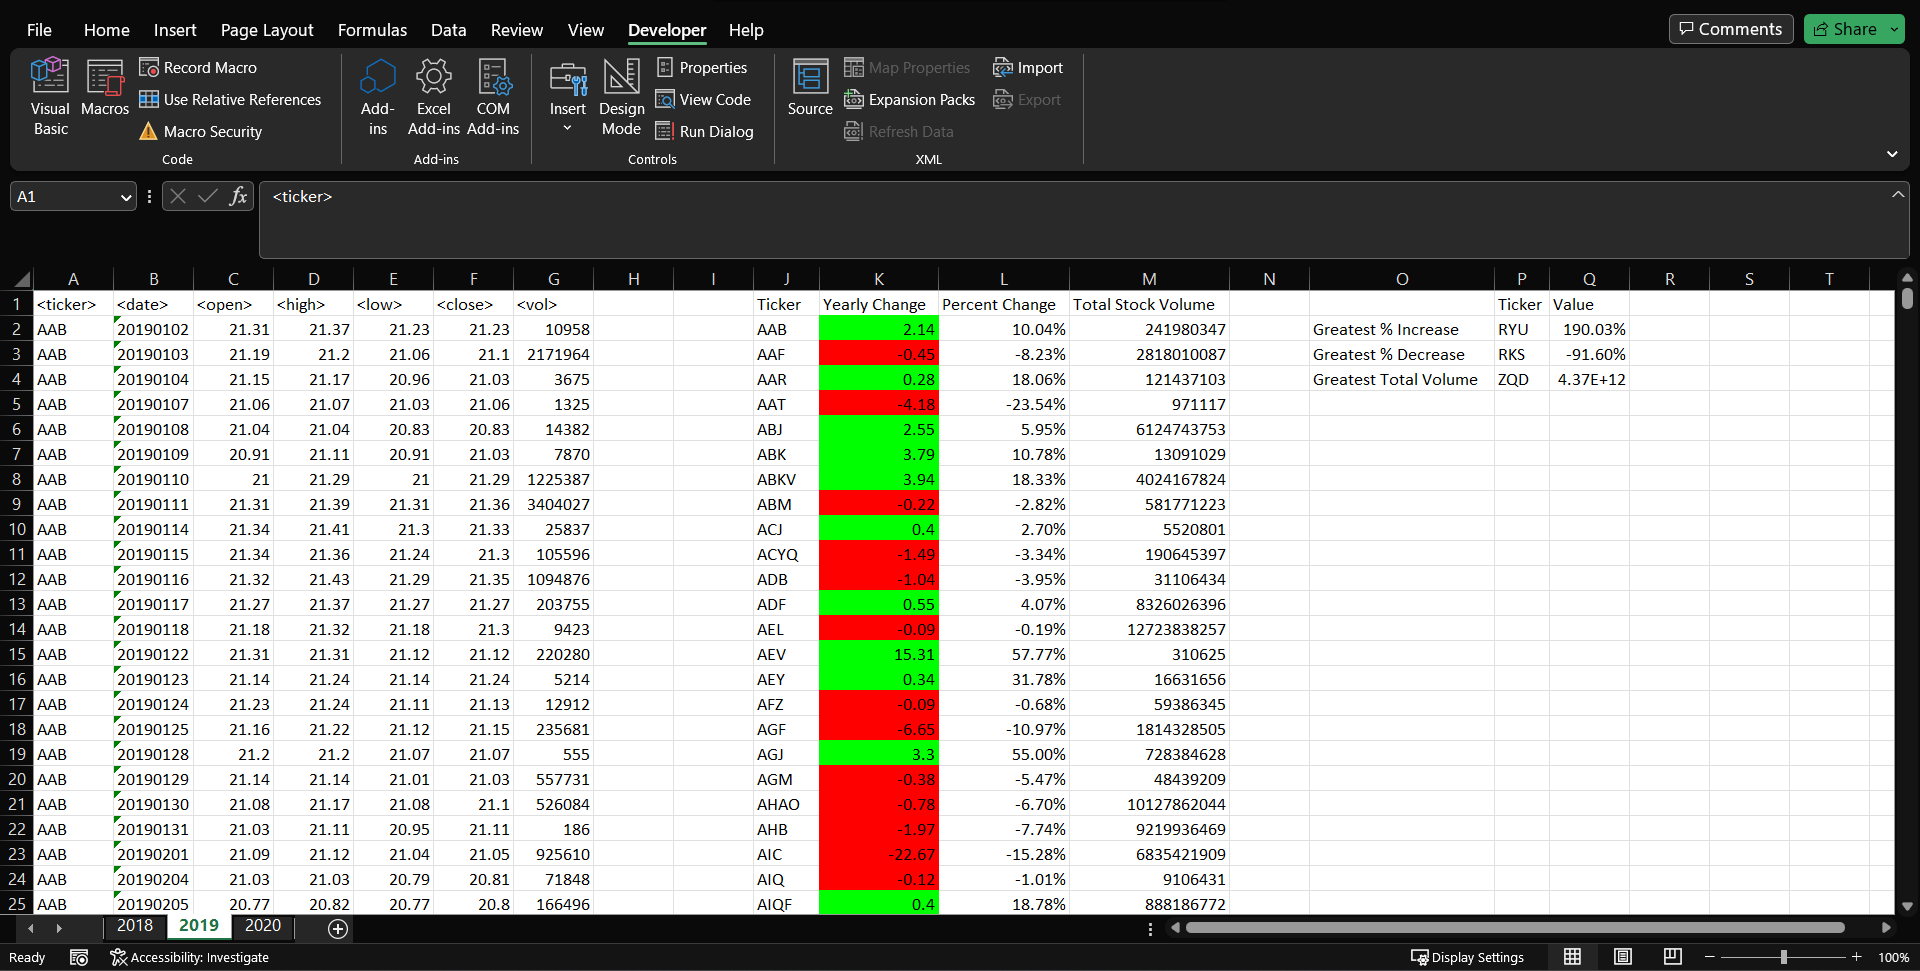 File Home Insert Page Layout Formulas Data Review View Developer Help Comments Share
Visual Basic
Macros
Record Macro
Use Relative References
Macro Security
Code
Add-ins
Excel Add-ins
COM Add-ins
Add-ins
Insert
Design Mode
Properties
View Code
Run Dialog
Controls
Source
Map Properties
Expansion Packs
Refresh Data
Import
Export
XML
A1 fx <ticker>
A B C D E F G H I J K L M N O P Q R S T
1 <ticker> <date> <open> <high> <low> <close> <vol> Ticker Yearly Change Percent Change Total Stock Volume Ticker Value
2 AAB 20190102 21.31 21.37 21.23 21.23 10958 AAB 2.14 10.04% 241980347 Greatest % Increase RYU 190.03%
3 AAB 20190103 21.19 21.2 21.06 21.1 2171964 AAF -0.45 -8.23% 2818010087 Greatest % Decrease RKS -91.60%
4 AAB 20190104 21.15 21.17 20.96 21.03 3675 AAR 0.28 18.06% 121437103 Greatest Total Volume ZQD 4.37E+12
5 AAB 20190107 21.06 21.07 21.03 21.06 1325 AAT -4.18 -23.54% 971117
6 AAB 20190108 21.04 21.04 20.83 20.83 14382 ABJ 2.55 5.95% 6124743753
7 AAB 20190109 20.91 21.11 20.91 21.03 7870 ABK 3.79 10.78% 13091029
8 AAB 20190110 21 21.29 21 21.29 1225387 ABKV 3.94 18.33% 4024167824
9 AAB 20190111 21.31 21.39 21.31 21.36 3404027 ABM -0.22 -2.82% 581771223
10 AAB 20190114 21.34 21.41 21.3 21.33 25837 ACJ 0.4 2.70% 5520801
11 AAB 20190115 21.34 21.36 21.24 21.3 105596 ACYQ -1.49 -3.34% 190645397
12 AAB 20190116 21.32 21.43 21.29 21.35 1094876 ADB -1.04 -3.95% 31106434
13 AAB 20190117 21.27 21.37 21.27 21.27 203755 ADF 0.55 4.07% 8326026396
14 AAB 20190118 21.18 21.32 21.18 21.3 9423 AEL -0.09 -0.19% 12723838257
15 AAB 20190122 21.31 21.31 21.12 21.12 220280 AEV 15.31 57.77% 310625
16 AAB 20190123 21.14 21.24 21.14 21.24 5214 AEY 0.34 31.78% 16631656
17 AAB 20190124 21.23 21.24 21.11 21.13 12912 AFZ -0.09 -0.68% 59386345
18 AAB 20190125 21.16 21.22 21.12 21.15 235681 AGF -6.65 -10.97% 1814328505
19 AAB 20190128 21.2 21.2 21.07 21.07 555 AGJ 3.3 55.00% 728384628
20 AAB 20190129 21.14 21.14 21.01 21.03 557731 AGM -0.38 -5.47% 48439209
21 AAB 20190130 21.08 21.17 21.08 21.1 526084 AHAO -0.78 -6.70% 10127862044
22 AAB 20190131 21.03 21.11 20.95 21.11 186 AHB -1.97 -7.74% 9219936469
23 AAB 20190201 21.09 21.12 21.04 21.05 925610 AIC -22.67 -15.28% 6835421909
24 AAB 20190204 21.03 21.03 20.79 20.81 71848 AIQ -0.12 -1.01% 9106431
25 AAB 20190205 20.77 20.82 20.77 20.8 166496 AIQF 0.4 18.78% 888186772
2018 2019 2020
Ready Accessibility: Investigate Display Settings 100%